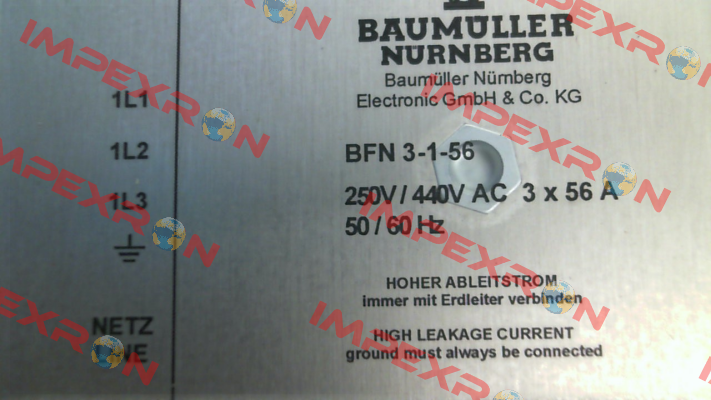 BAUMÜLLER
NÜRNBERG
Baumüller Nürnberg
Electronic GmbH & Co. KG
1L1
1L2
1L3
BFN 3-1-56
250V / 440V AC 3 x 56 A
50 / 60 Hz
HOHER ABLEITSTROM
immer mit Erdleiter verbinden
NETZ
HIGH LEAKAGE CURRENT
ground must always be connected
IMPEXRON
IMPEXRON
IMPEXRON
IMPEXRON
IMPEXRON
IMPEXRON